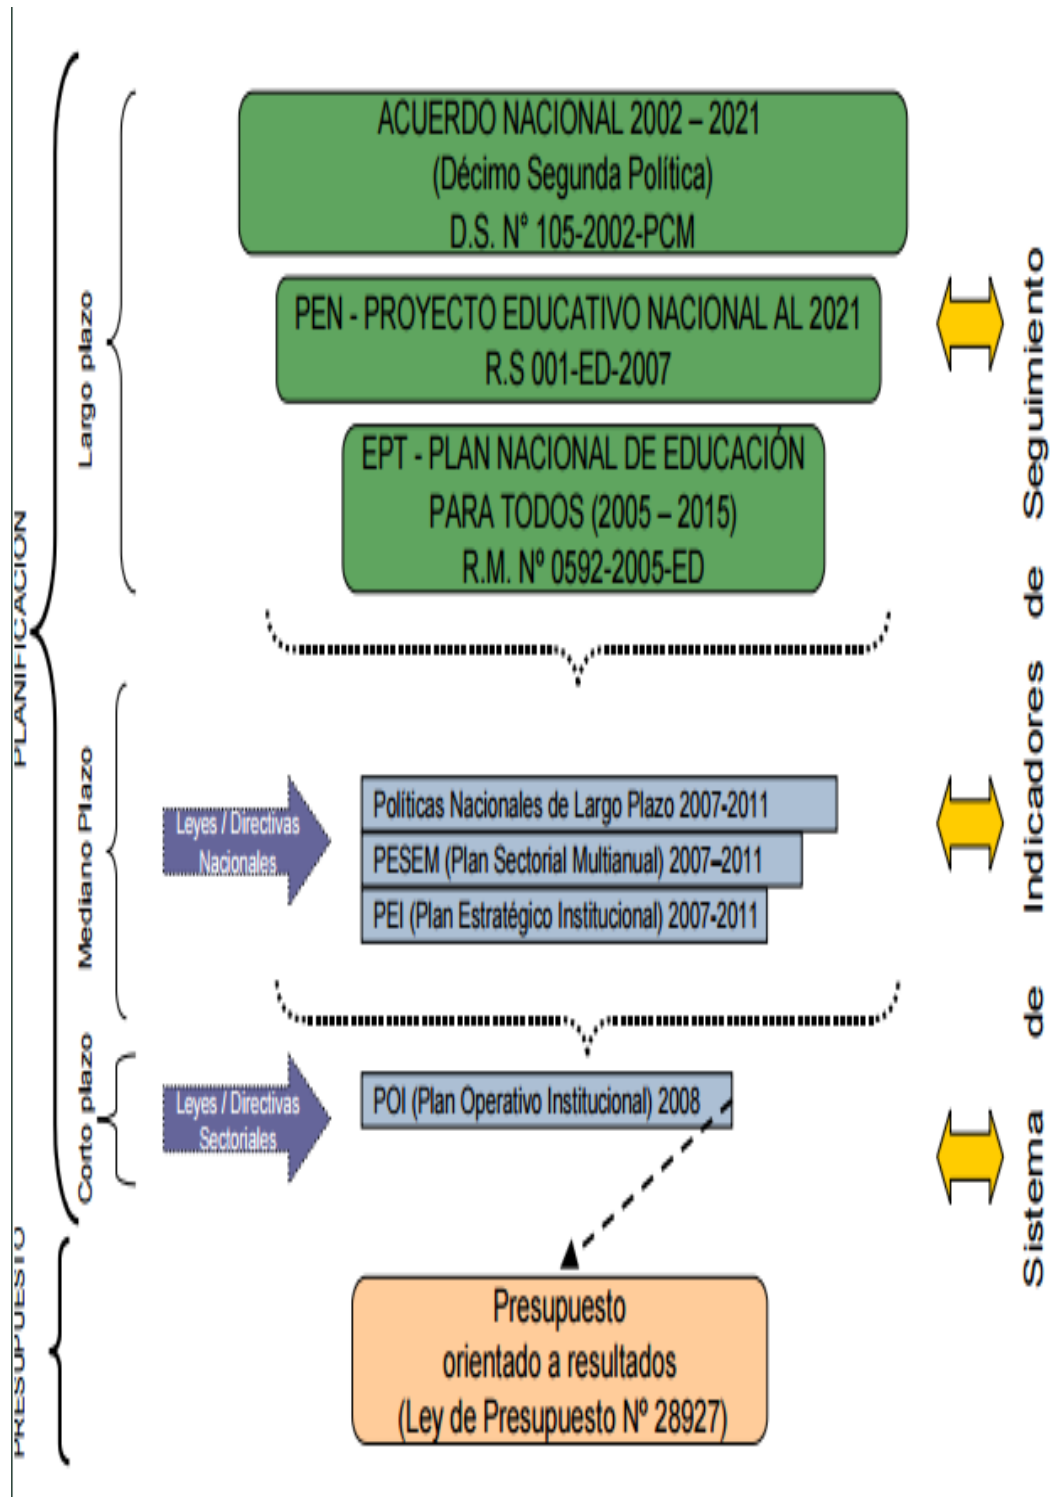 PLANIFICACION
Largo plazo
ACUERDO NACIONAL 2002 – 2021
(Décimo Segunda Política)
D.S. N° 105-2002-PCM
PEN - PROYECTO EDUCATIVO NACIONAL AL 2021
R.S 001-ED-2007
EPT - PLAN NACIONAL DE EDUCACIÓN
PARA TODOS (2005 – 2015)
R.M. Nº 0592-2005-ED
Mediano Plazo
Leyes / Directivas
Nacionales
Políticas Nacionales de Largo Plazo 2007-2011
PESEM (Plan Sectorial Multianual) 2007–2011
PEI (Plan Estratégico Institucional) 2007-2011
Corto plazo
Leyes / Directivas
Sectoriales
POI (Plan Operativo Institucional) 2008
PRESUPUESTO
Presupuesto
orientado a resultados
(Ley de Presupuesto Nº 28927)
Sistema de Indicadores de Seguimiento